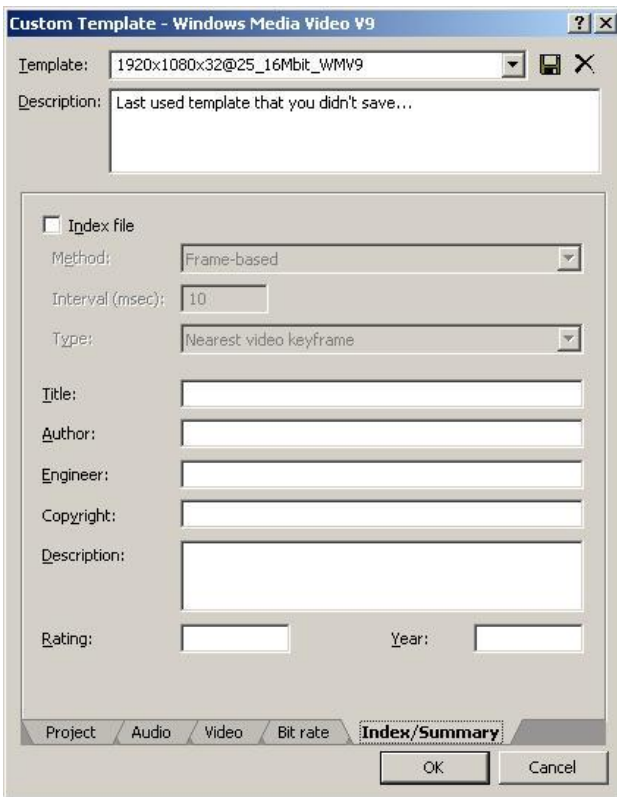 Custom Template - Windows Media Video V9
Template: 1920x1080x32@25_16Mbit_WMV9
Description: Last used template that you didn't save...
Index file
Method: Frame-based
Interval (msec): 10
Type: Nearest video keyframe
Title:
Author:
Engineer:
Copyright:
Description:
Rating: Year:
Project Audio Video Bit rate Index/Summary
OK Cancel